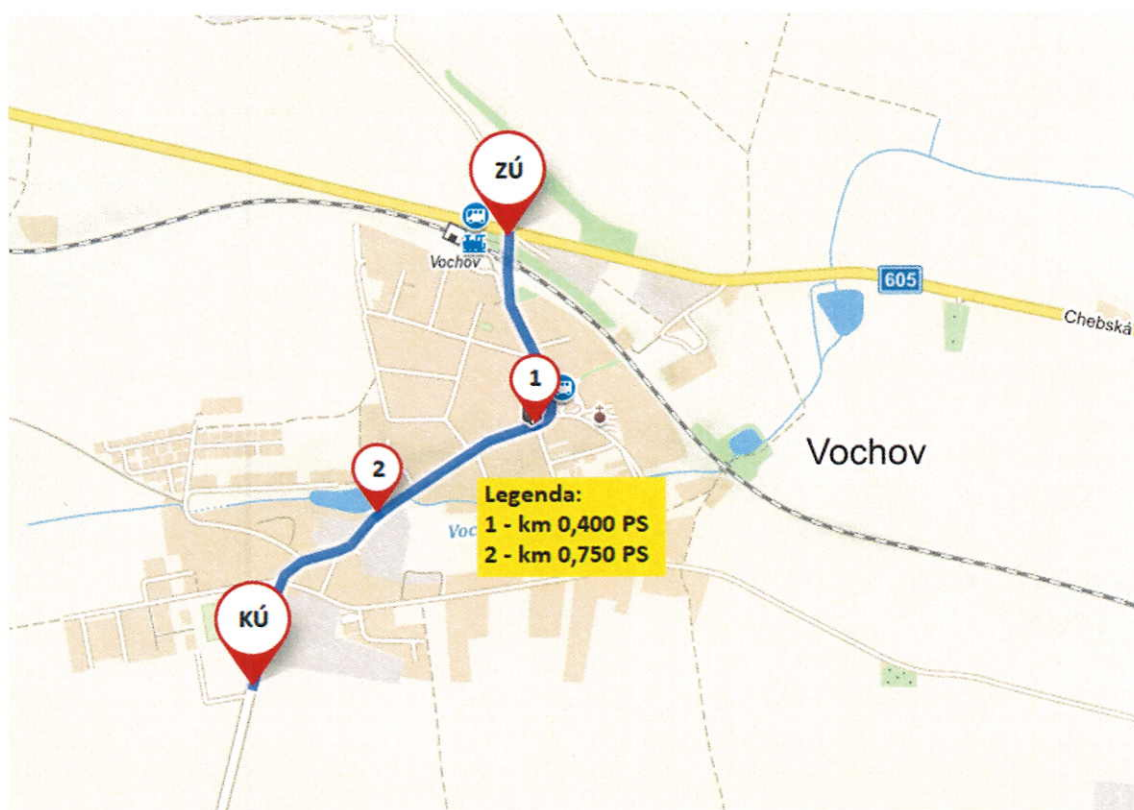 ZÚ
Vochov
605
Chebská
1
2
Vochov
Legenda:
1 - km 0,400 PS
2 - km 0,750 PS
Voc
KÚ